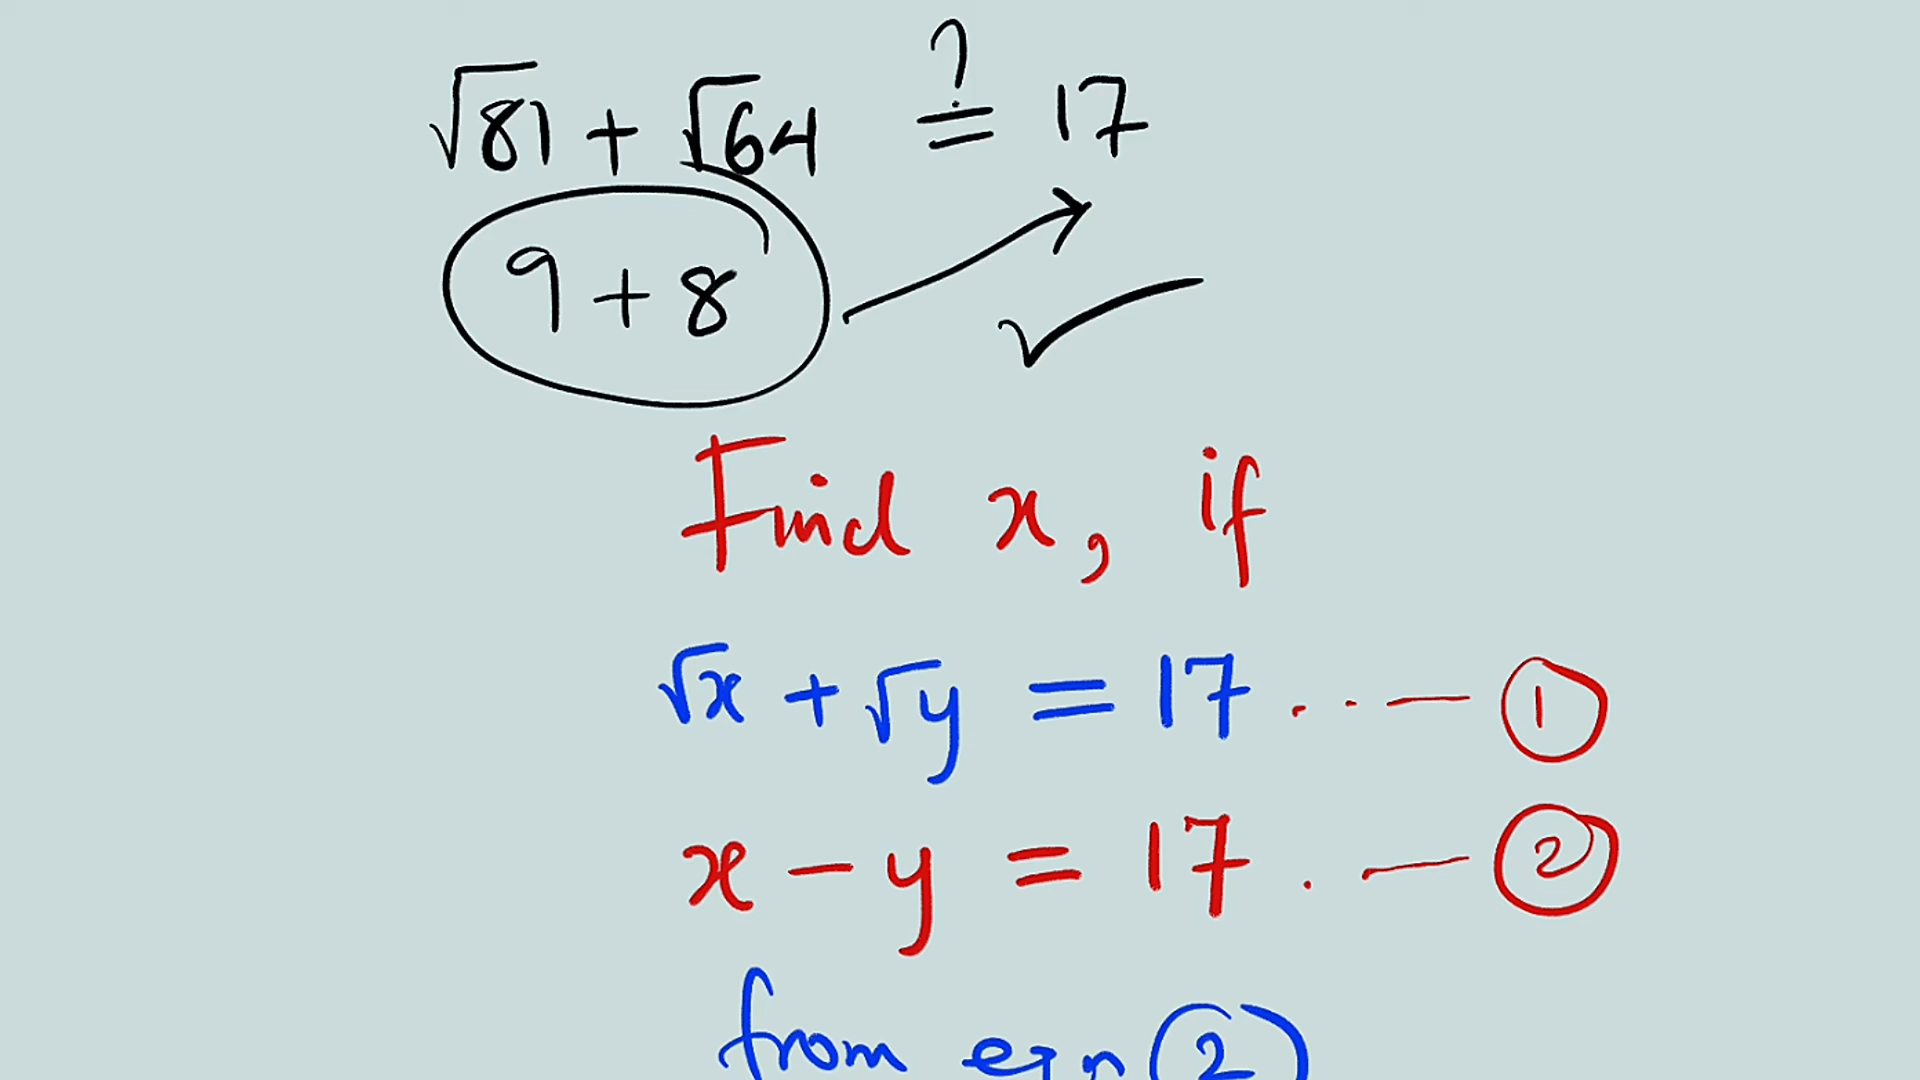 √81 + √64 ≟ 17
9 + 8
Find x, if
√x + √y = 17 ..— ①
x – y = 17 .— ②
from eqn ②